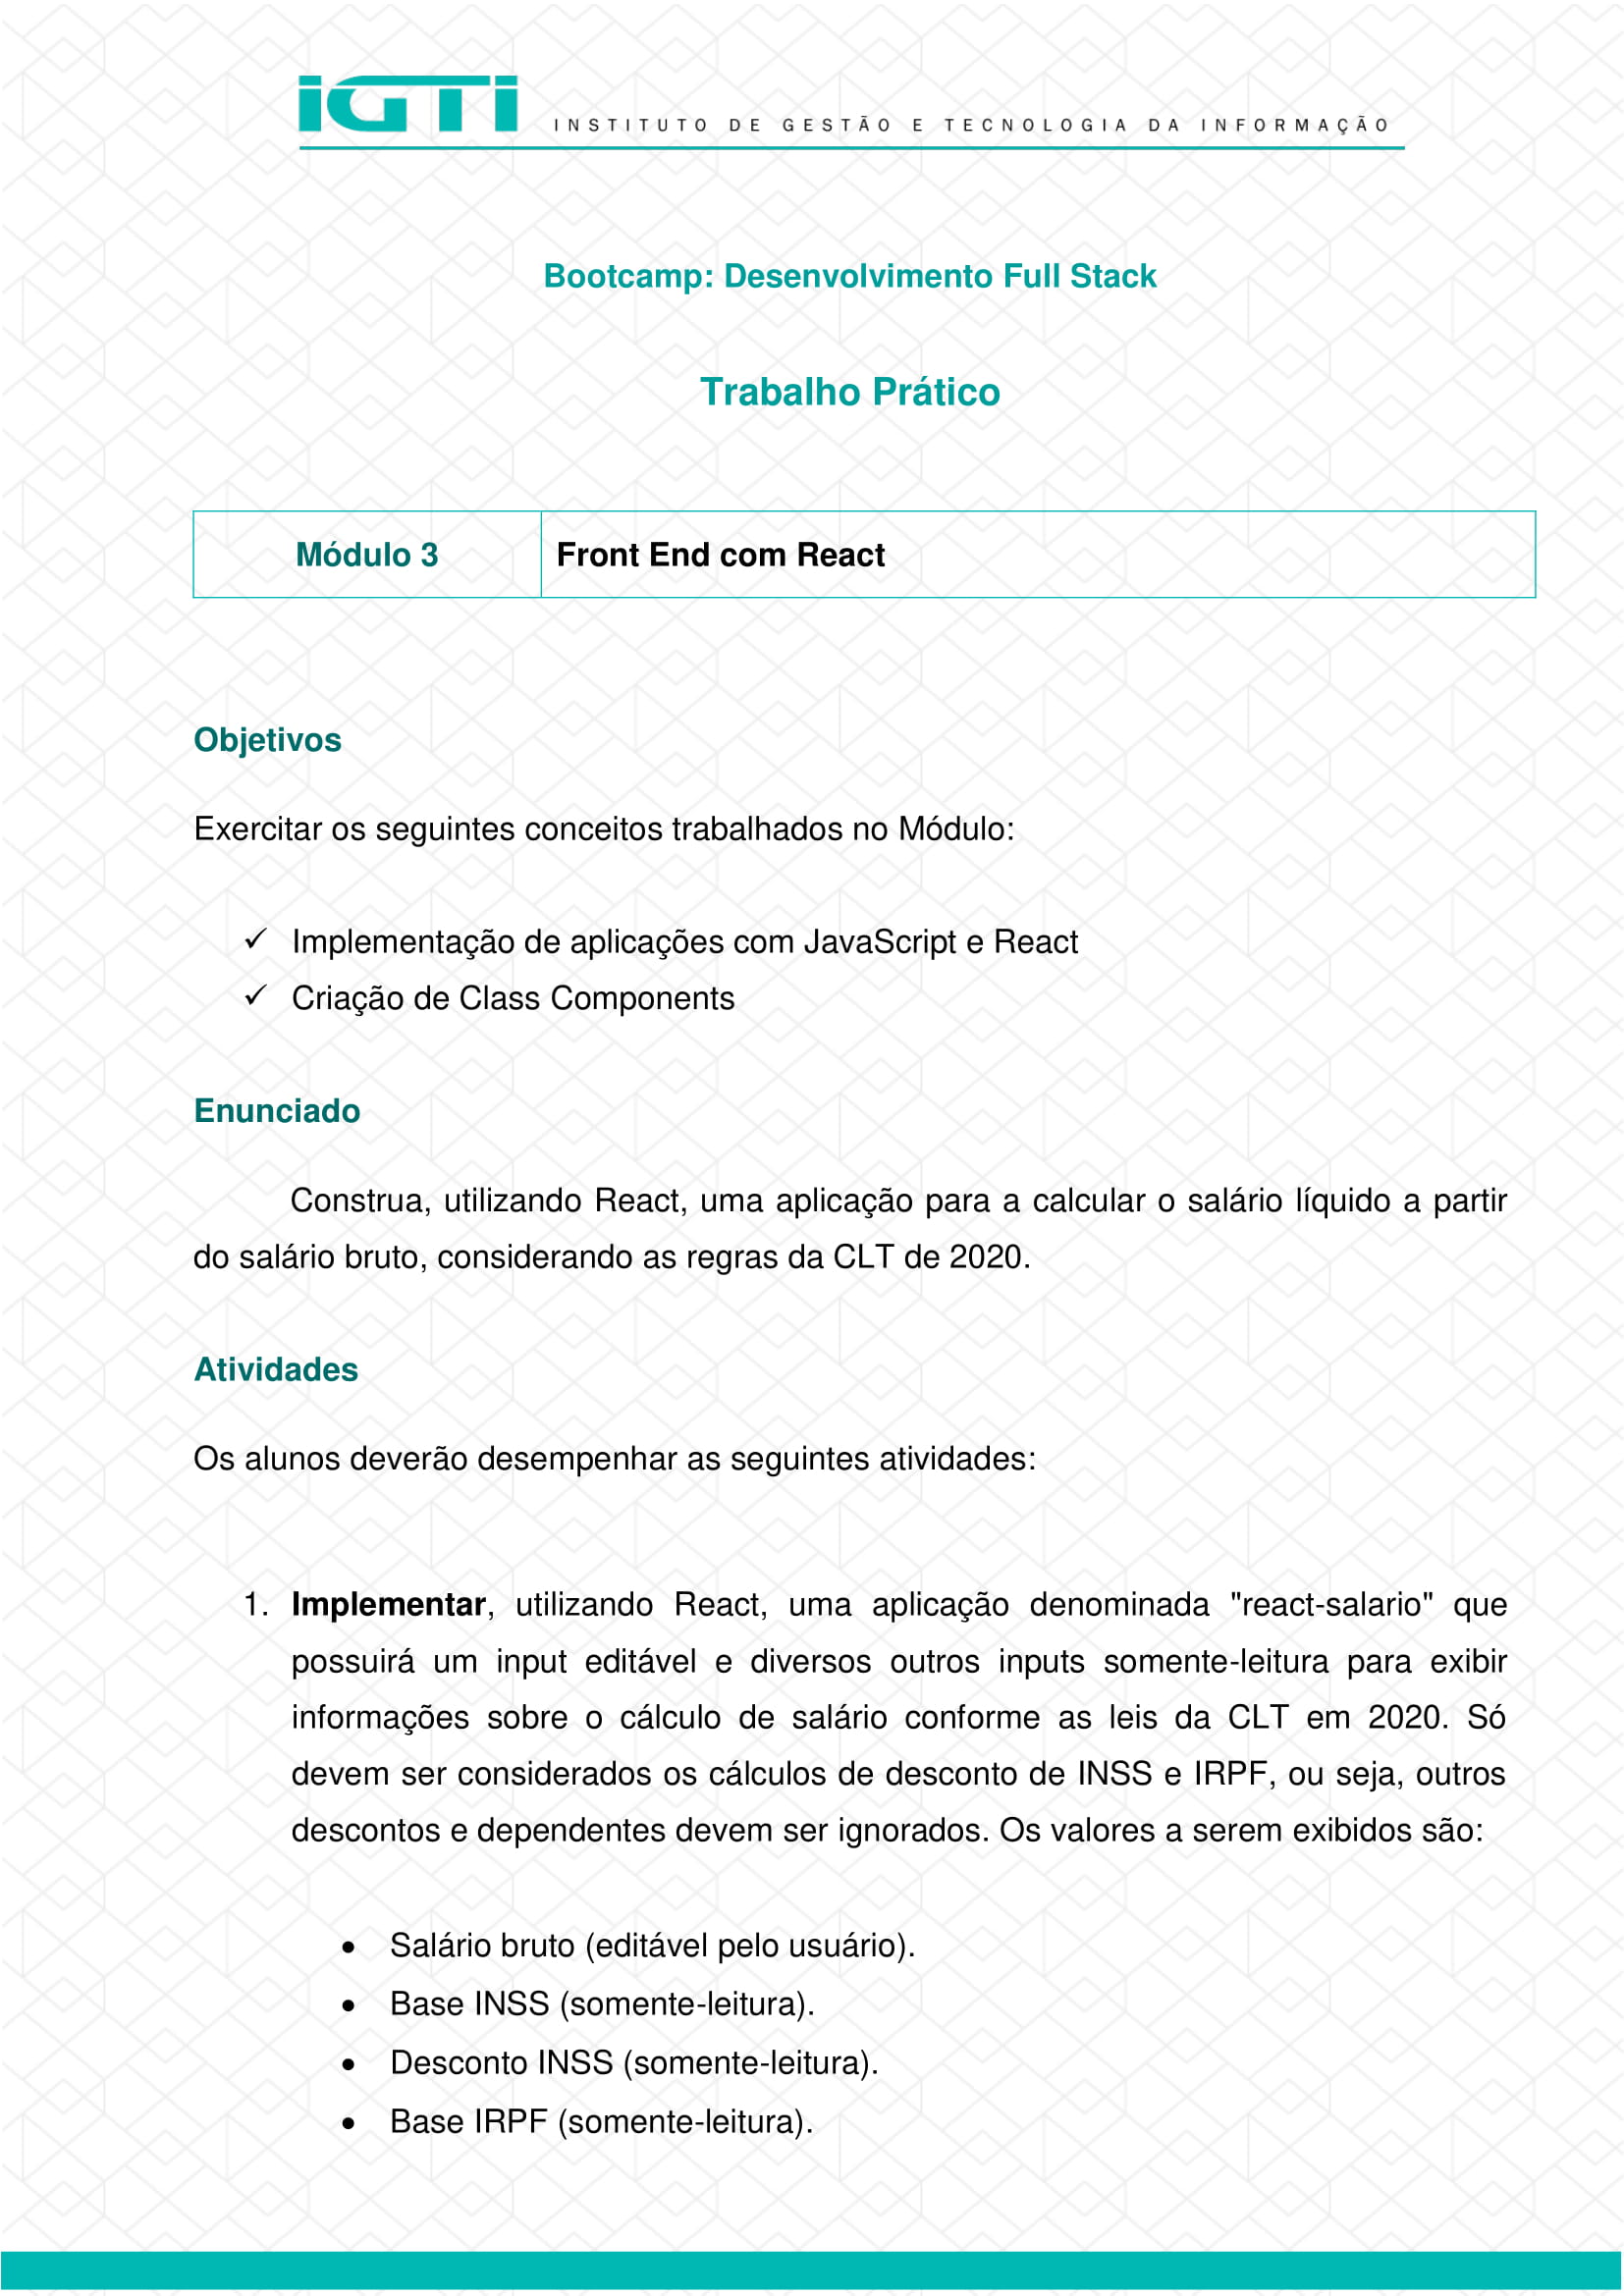 iGTi INSTITUTO DE GESTÃO E TECNOLOGIA DA INFORMAÇÃO
Bootcamp: Desenvolvimento Full Stack
Trabalho Prático
Módulo 3 Front End com React
Objetivos
Exercitar os seguintes conceitos trabalhados no Módulo:
✓ Implementação de aplicações com JavaScript e React
✓ Criação de Class Components
Enunciado
Construa, utilizando React, uma aplicação para a calcular o salário líquido a partir
do salário bruto, considerando as regras da CLT de 2020.
Atividades
Os alunos deverão desempenhar as seguintes atividades:
1. Implementar, utilizando React, uma aplicação denominada "react-salario" que
possuirá um input editável e diversos outros inputs somente-leitura para exibir
informações sobre o cálculo de salário conforme as leis da CLT em 2020. Só
devem ser considerados os cálculos de desconto de INSS e IRPF, ou seja, outros
descontos e dependentes devem ser ignorados. Os valores a serem exibidos são:
• Salário bruto (editável pelo usuário).
• Base INSS (somente-leitura).
• Desconto INSS (somente-leitura).
• Base IRPF (somente-leitura).